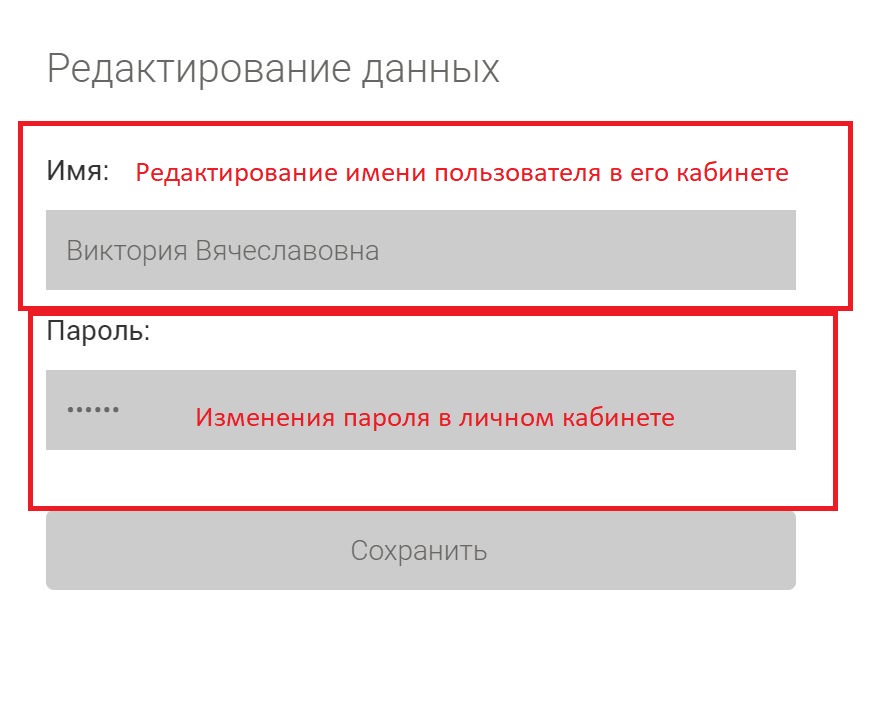 Редактирование данных
Имя: Редактирование имени пользователя в его кабинете
Виктория Вячеславовна
Пароль:
•••••• Изменения пароля в личном кабинете
Сохранить